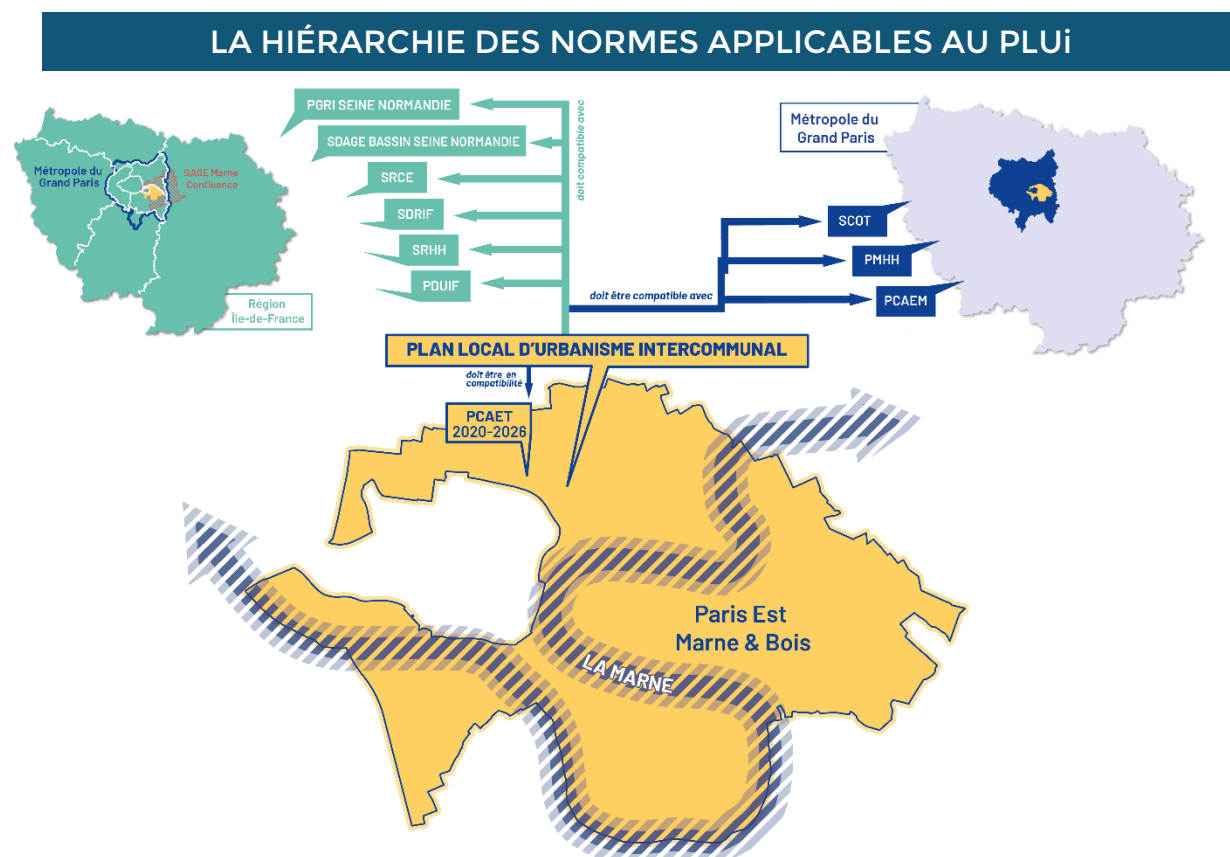 LA HIÉRARCHIE DES NORMES APPLICABLES AU PLUi
PGRI SEINE NORMANDIE
SDAGE BASSIN SEINE NORMANDIE
SRCE
SDRIF
SRHH
PDUIF
doit compatible avec
Métropole du
Grand Paris
SAGE Marne
Confluence
Région
Île-de-France
Métropole du
Grand Paris
SCOT
PMHH
PCAEM
doit être compatible avec
PLAN LOCAL D'URBANISME INTERCOMMUNAL
doit être en
compatibilité
PCAET
2020-2026
Paris Est
Marne & Bois
LA MARNE